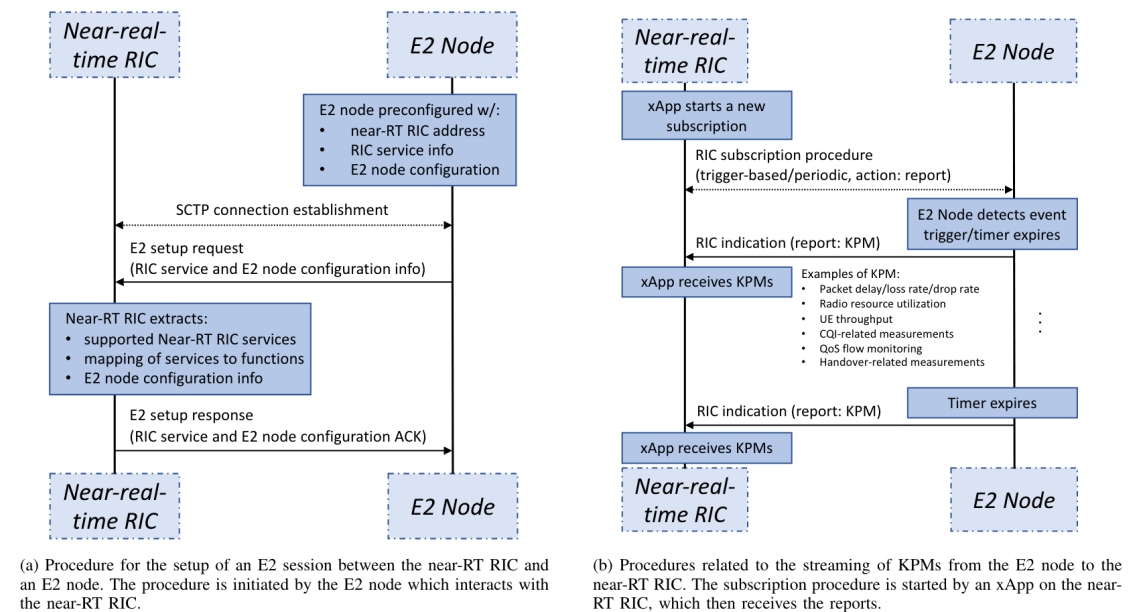 Near-real-
time RIC
E2 Node
E2 node preconfigured w/:
• near-RT RIC address
• RIC service info
• E2 node configuration
SCTP connection establishment
E2 setup request
(RIC service and E2 node configuration info)
Near-RT RIC extracts:
• supported Near-RT RIC services
• mapping of services to functions
• E2 node configuration info
E2 setup response
(RIC service and E2 node configuration ACK)
Near-real-
time RIC
E2 Node
(a) Procedure for the setup of an E2 session between the near-RT RIC and
an E2 node. The procedure is initiated by the E2 node which interacts with
the near-RT RIC.
Near-real-
time RIC
E2 Node
xApp starts a new
subscription
RIC subscription procedure
(trigger-based/periodic, action: report)
E2 Node detects event
trigger/timer expires
RIC indication (report: KPM)
xApp receives KPMs
Examples of KPM:
• Packet delay/loss rate/drop rate
• Radio resource utilization
• UE throughput
• CQI-related measurements
• QoS flow monitoring
• Handover-related measurements
Timer expires
RIC indication (report: KPM)
xApp receives KPMs
Near-real-
time RIC
E2 Node
(b) Procedures related to the streaming of KPMs from the E2 node to the
near-RT RIC. The subscription procedure is started by an xApp on the near-
RT RIC, which then receives the reports.